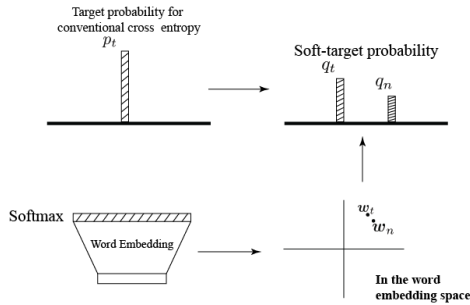 Target probability for
conventional cross entropy
p_t
Soft-target probability
q_t
q_n
Softmax
Word Embedding
w_t
w_n
In the word
embedding space